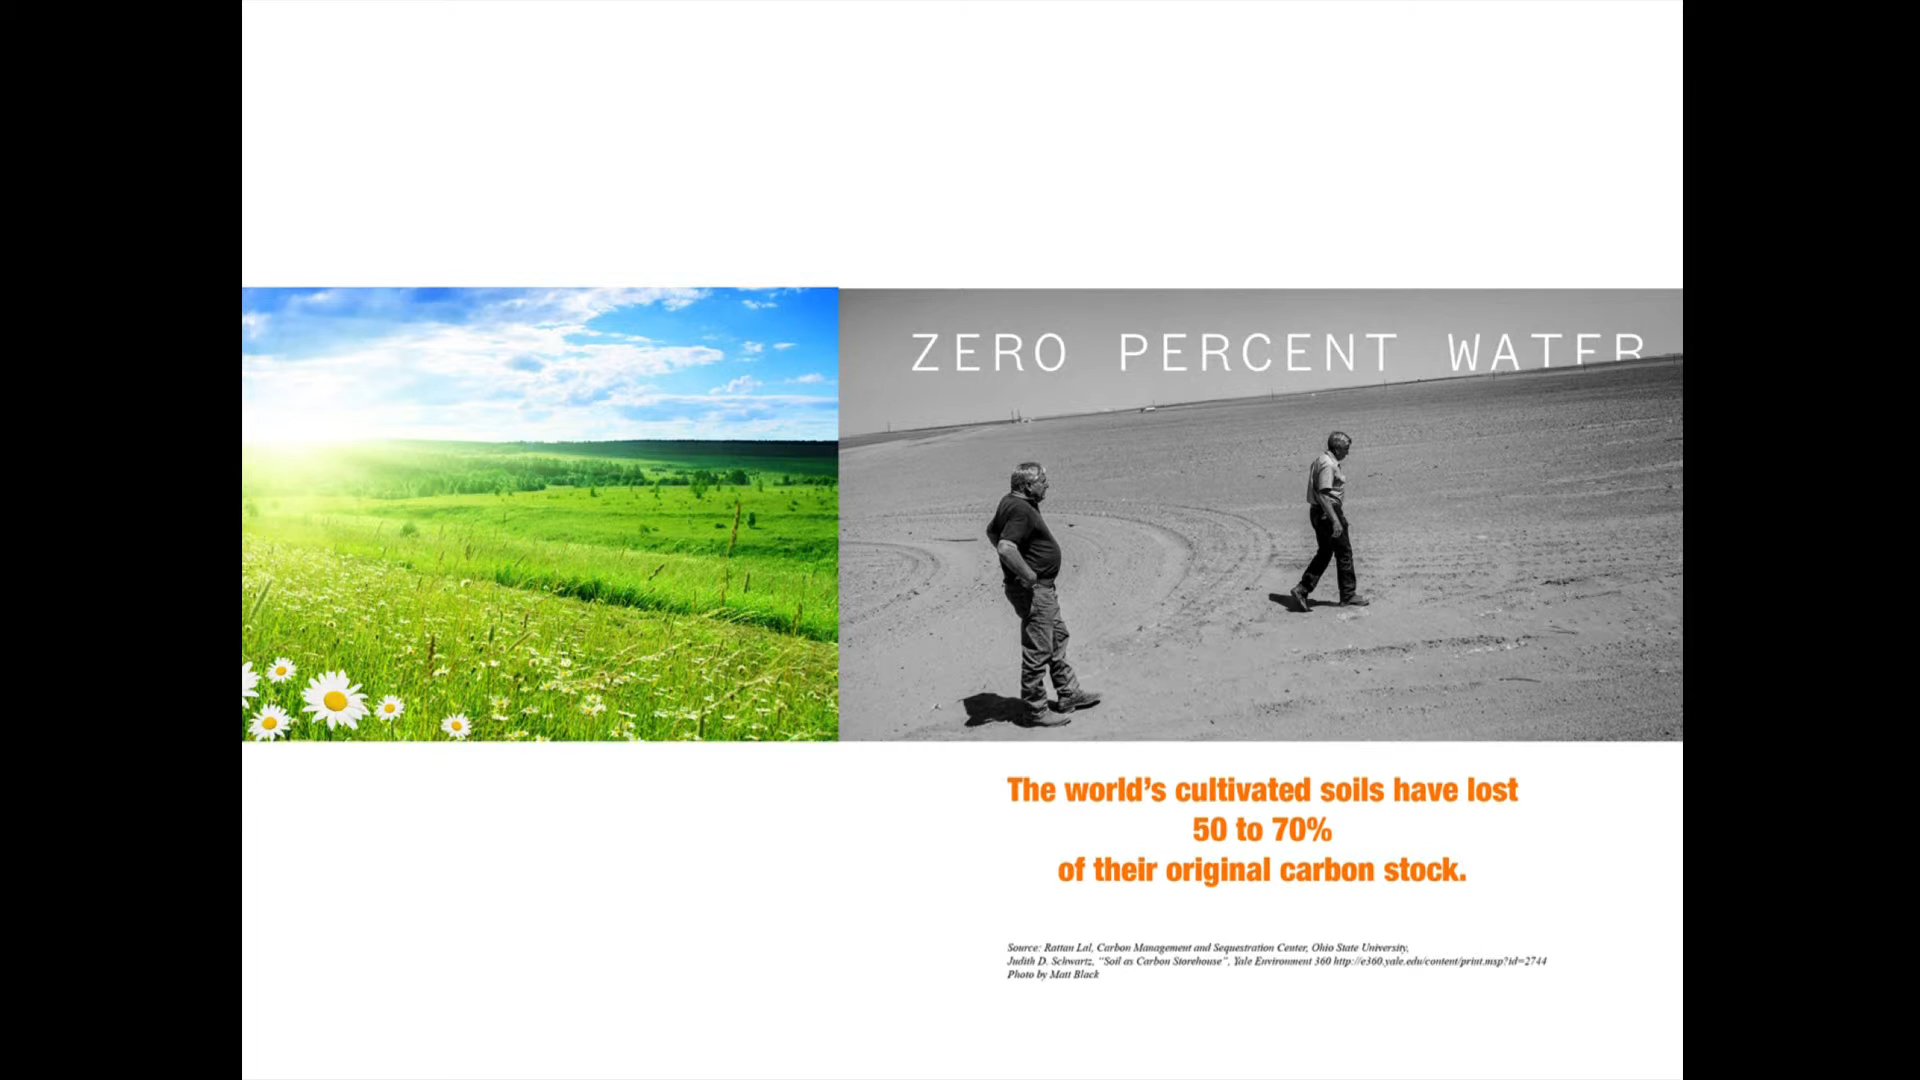 ZERO PERCENT WATER
The world's cultivated soils have lost
50 to 70%
of their original carbon stock.
Source: Rattan Lal, Carbon Management and Sequestration Center, Ohio State University,
Judith D. Schwartz, "Soil as Carbon Storehouse", Yale Environment 360 http://e360.yale.edu/content/print.msp?id=2744
Photo by Matt Black